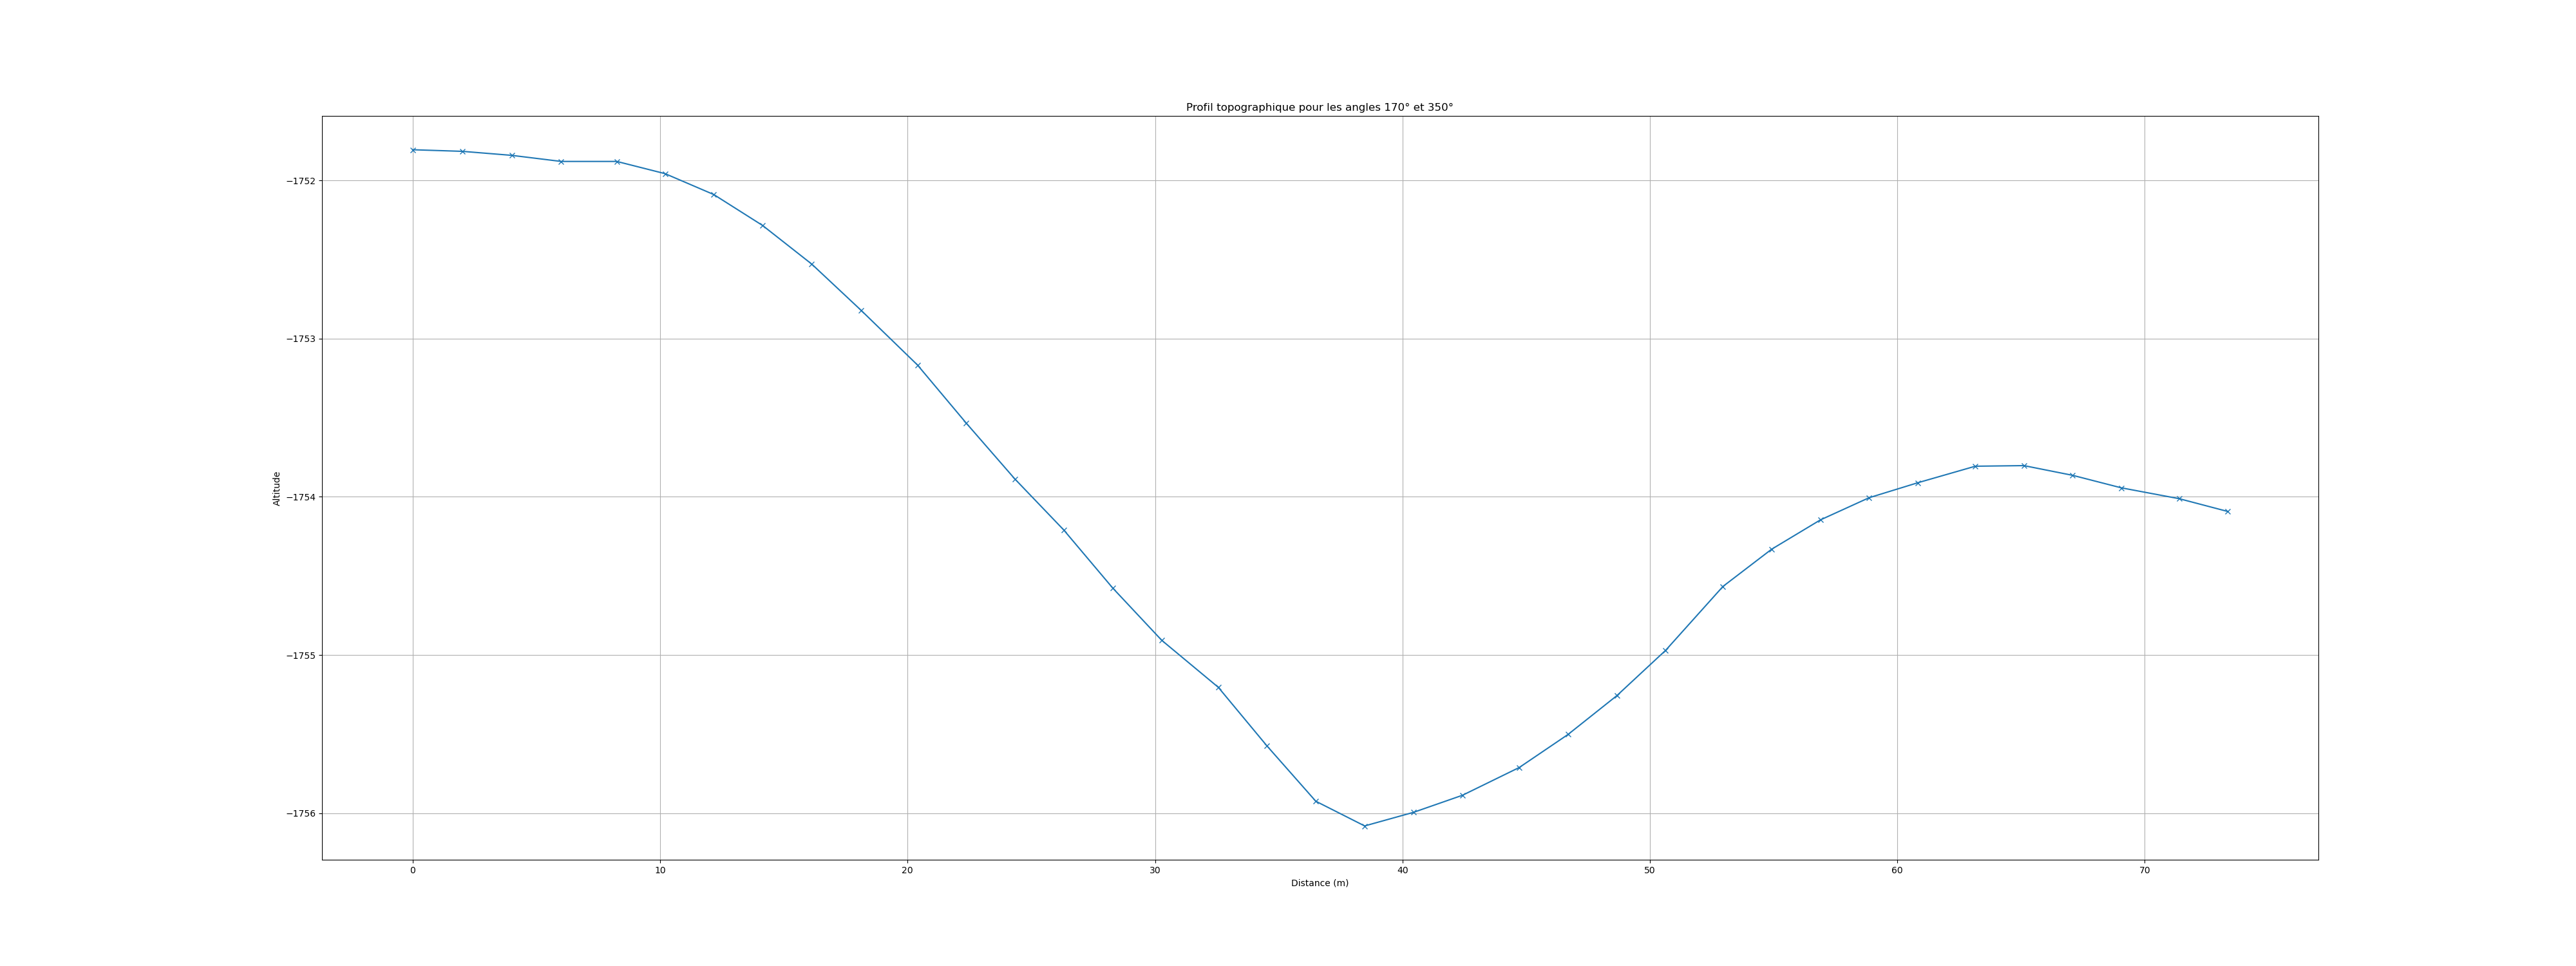 Profil topographique pour les angles 170° et 350°
Altitude
−1752
−1753
−1754
−1755
−1756
0 10 20 30 40 50 60 70
Distance (m)